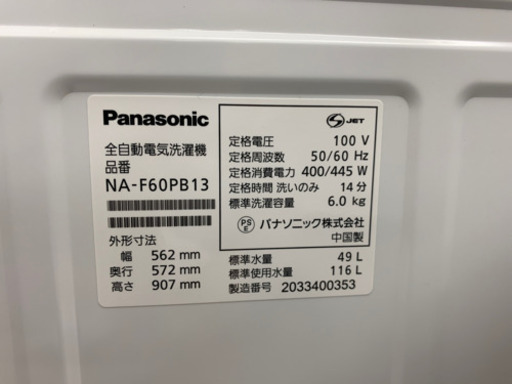 Panasonic
全自動電気洗濯機
品番
NA-F60PB13
外形寸法
幅 562 mm
奥行 572 mm
高さ 907 mm
S JET
定格電圧 100 V
定格周波数 50/60 Hz
定格消費電力 400/445 W
定格時間 洗いのみ 14 分
標準洗濯容量 6.0 kg
PS E パナソニック株式会社
中国製
標準水量 49 L
標準使用水量 116 L
製造番号 2033400353